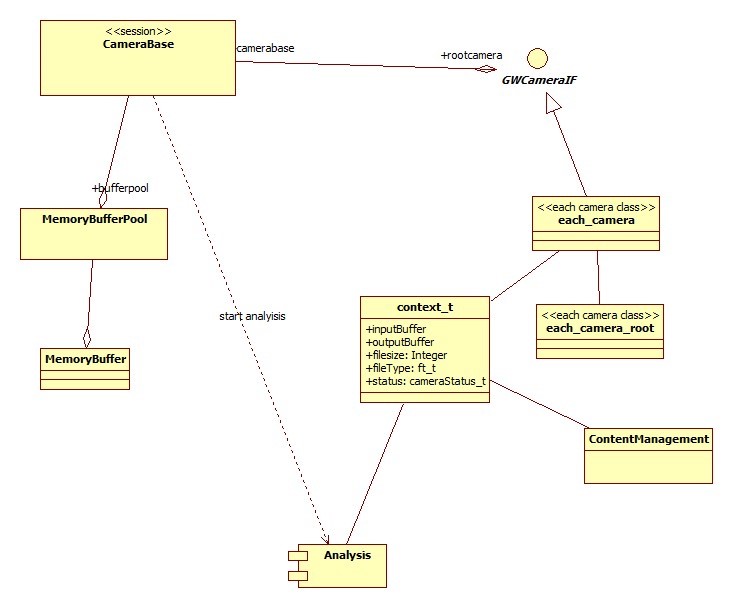 <<session>>
CameraBase
camerabase
+rootcamera
GWCameraIF
+bufferpool
MemoryBufferPool
<<each camera class>>
each_camera
context_t
+inputBuffer
+outputBuffer
+filesize: Integer
+fileType: ft_t
+status: cameraStatus_t
<<each camera class>>
each_camera_root
start analyisis
MemoryBuffer
ContentManagement
Analysis